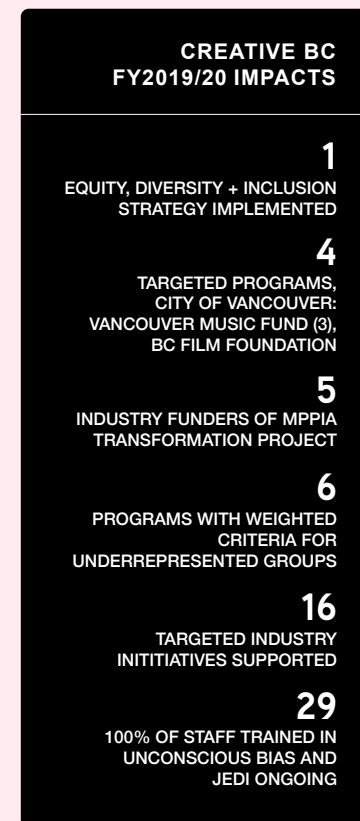 CREATIVE BC
FY2019/20 IMPACTS
1
EQUITY, DIVERSITY + INCLUSION
STRATEGY IMPLEMENTED
4
TARGETED PROGRAMS,
CITY OF VANCOUVER:
VANCOUVER MUSIC FUND (3),
BC FILM FOUNDATION
5
INDUSTRY FUNDERS OF MPPIA
TRANSFORMATION PROJECT
6
PROGRAMS WITH WEIGHTED
CRITERIA FOR
UNDERREPRESENTED GROUPS
16
TARGETED INDUSTRY
INITITIATIVES SUPPORTED
29
100% OF STAFF TRAINED IN
UNCONSCIOUS BIAS AND
JEDI ONGOING